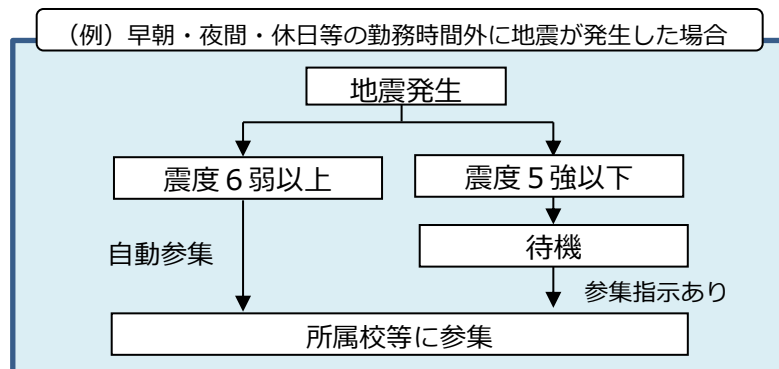 （例）早朝・夜間・休日等の勤務時間外に地震が発生した場合
地震発生
震度６弱以上
震度５強以下
自動参集
待機
参集指示あり
所属校等に参集